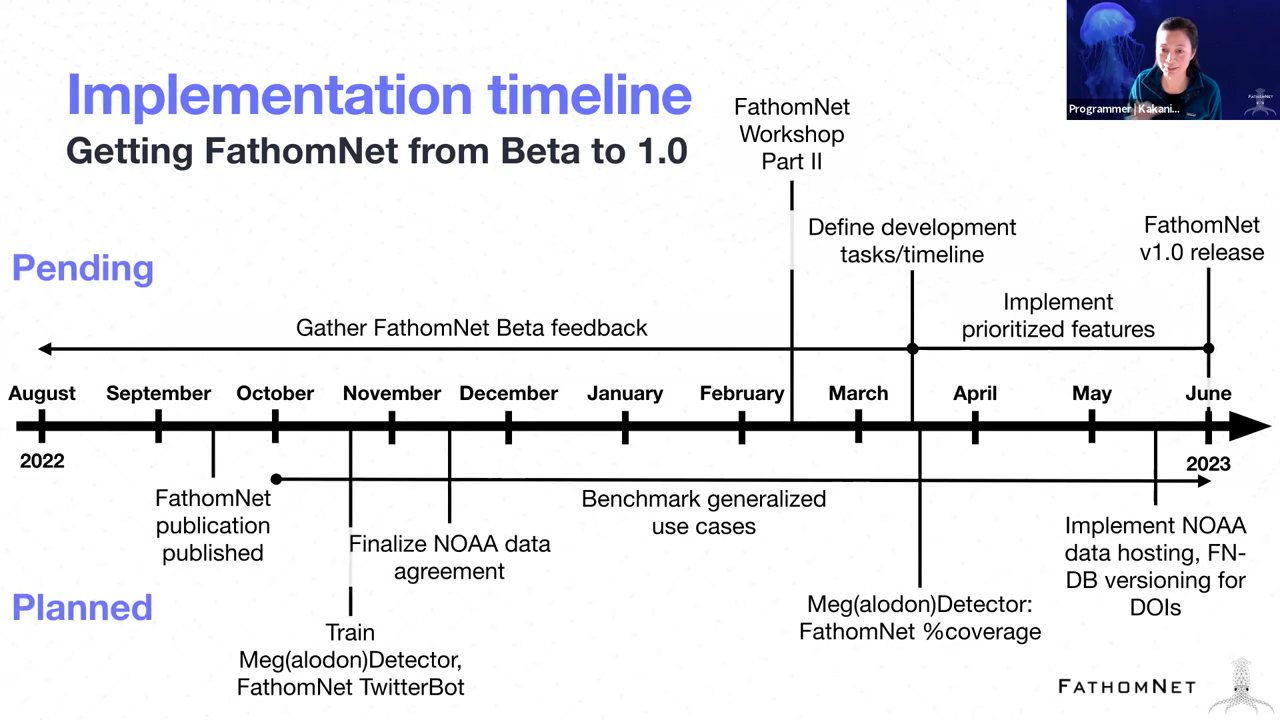 Implementation timeline
Getting FathomNet from Beta to 1.0
Programmer | Kakani...
FATHOMNET
FathomNet
Workshop
Part II
Define development
tasks/timeline
FathomNet
v1.0 release
Pending
Implement
prioritized features
Gather FathomNet Beta feedback
August
September
October
November
December
January
February
March
April
May
June
2022
2023
FathomNet
publication
published
Benchmark generalized
use cases
Finalize NOAA data
agreement
Implement NOAA
data hosting, FN-
DB versioning for
DOIs
Planned
Meg(alodon)Detector:
FathomNet %coverage
Train
Meg(alodon)Detector,
FathomNet TwitterBot
FATHOMNET